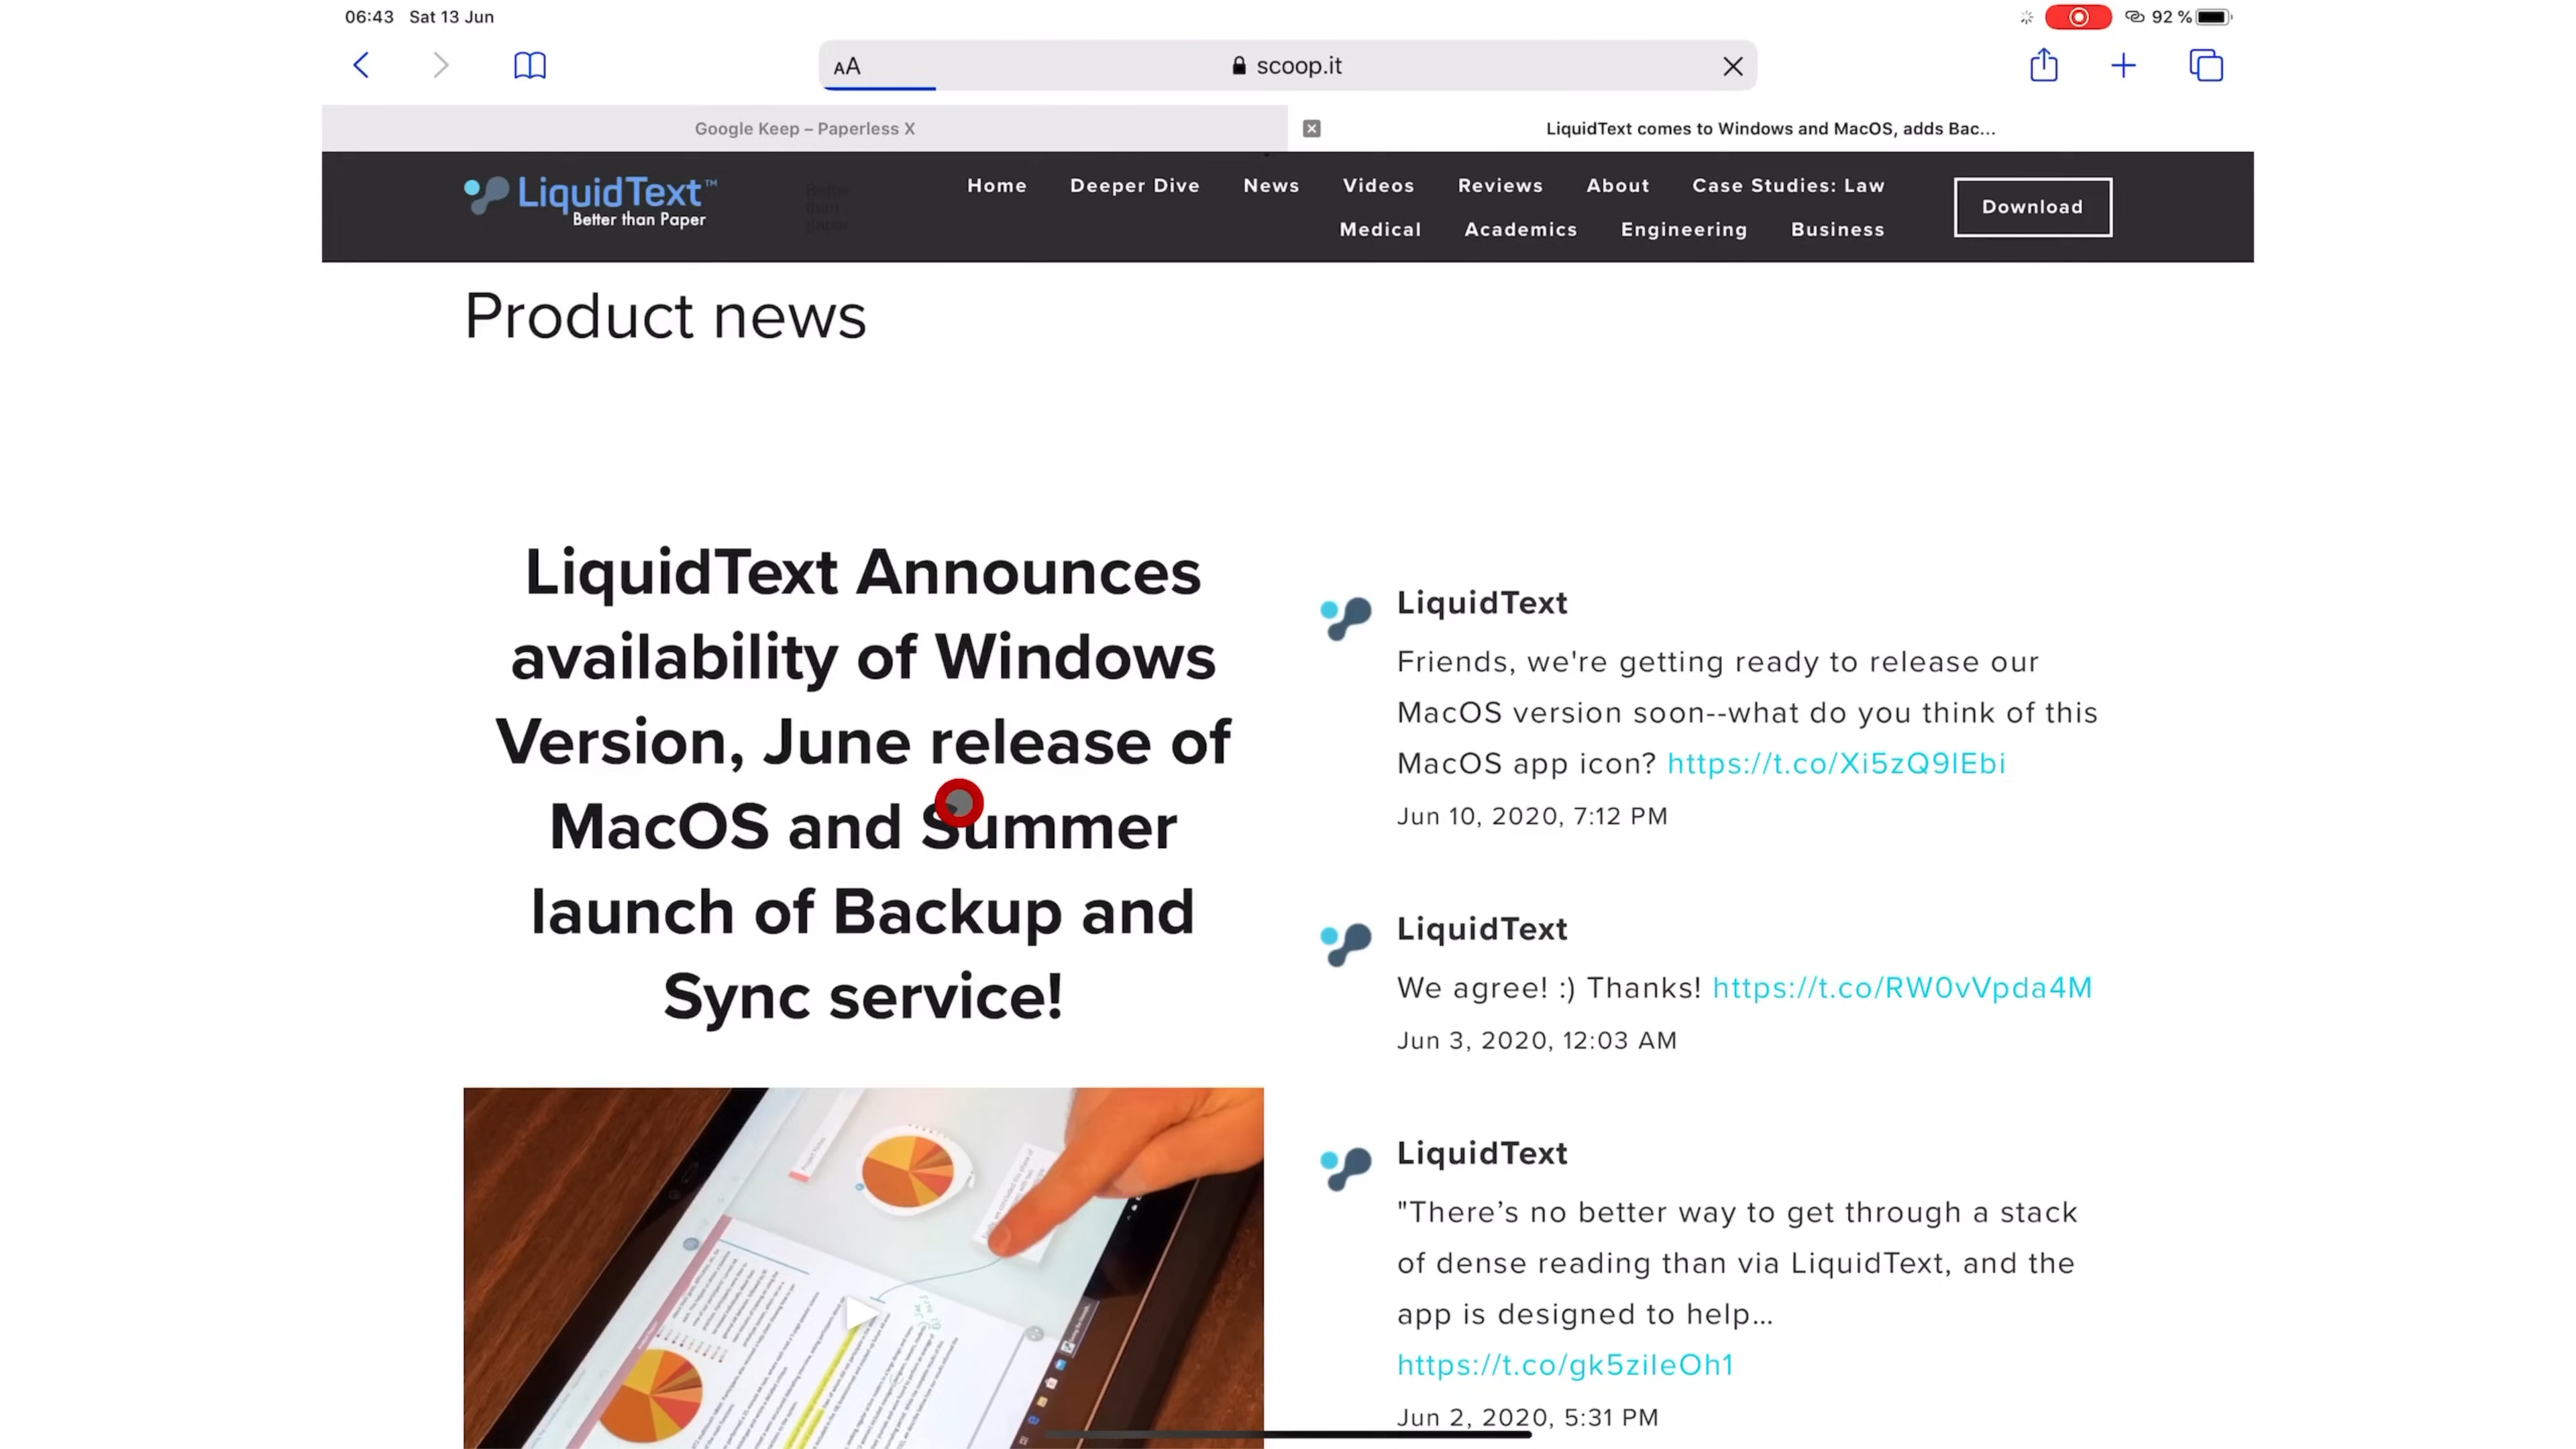 06:43 Sat 13 Jun
92 %
AA
scoop.it
Google Keep – Paperless X
LiquidText comes to Windows and MacOS, adds Bac...
LiquidText™
Better than Paper
Better
than
paper
Home Deeper Dive News Videos Reviews About Case Studies: Law
Medical Academics Engineering Business
Download
Product news
LiquidText Announces
availability of Windows
Version, June release of
MacOS and Summer
launch of Backup and
Sync service!
LiquidText
Friends, we're getting ready to release our
MacOS version soon--what do you think of this
MacOS app icon? https://t.co/Xi5zQ9lEbi
Jun 10, 2020, 7:12 PM
LiquidText
We agree! :) Thanks! https://t.co/RW0vVpda4M
Jun 3, 2020, 12:03 AM
LiquidText
"There’s no better way to get through a stack
of dense reading than via LiquidText, and the
app is designed to help...
https://t.co/gk5zileOh1
Jun 2, 2020, 5:31 PM